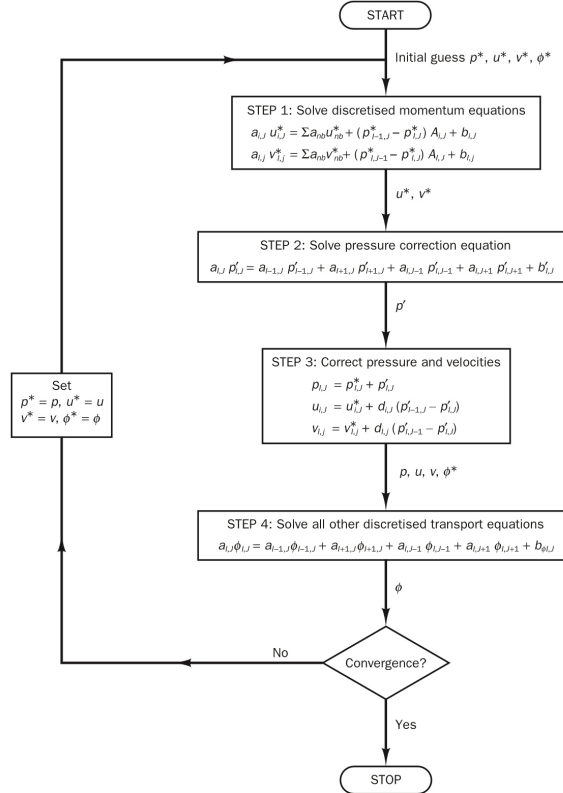 START
Initial guess p*, u*, v*, ϕ*
STEP 1: Solve discretised momentum equations
a_{i,J} u*_{i,J} = Σa_{nb}u*_{nb} + (p*_{I–1,J} – p*_{I,J}) A_{i,J} + b_{i,J}
a_{I,j} v*_{I,j} = Σa_{nb}v*_{nb} + (p*_{I,J–1} – p*_{I,J}) A_{I,j} + b_{I,j}
u*, v*
STEP 2: Solve pressure correction equation
a_{I,J} p′_{I,J} = a_{I–1,J} p′_{I–1,J} + a_{I+1,J} p′_{I+1,J} + a_{I,J–1} p′_{I,J–1} + a_{I,J+1} p′_{I,J+1} + b′_{I,J}
p′
STEP 3: Correct pressure and velocities
p_{I,J} = p*_{I,J} + p′_{I,J}
u_{i,J} = u*_{i,J} + d_{i,J} (p′_{I–1,J} – p′_{I,J})
v_{I,j} = v*_{I,j} + d_{I,j} (p′_{I,J–1} – p′_{I,J})
Set
p* = p, u* = u
v* = v, ϕ* = ϕ
p, u, v, ϕ*
STEP 4: Solve all other discretised transport equations
a_{I,J}ϕ_{I,J} = a_{I–1,J}ϕ_{I–1,J} + a_{I+1,J}ϕ_{I+1,J} + a_{I,J–1} ϕ_{I,J–1} + a_{I,J+1} ϕ_{I,J+1} + b_{ϕI,J}
ϕ
No
Convergence?
Yes
STOP